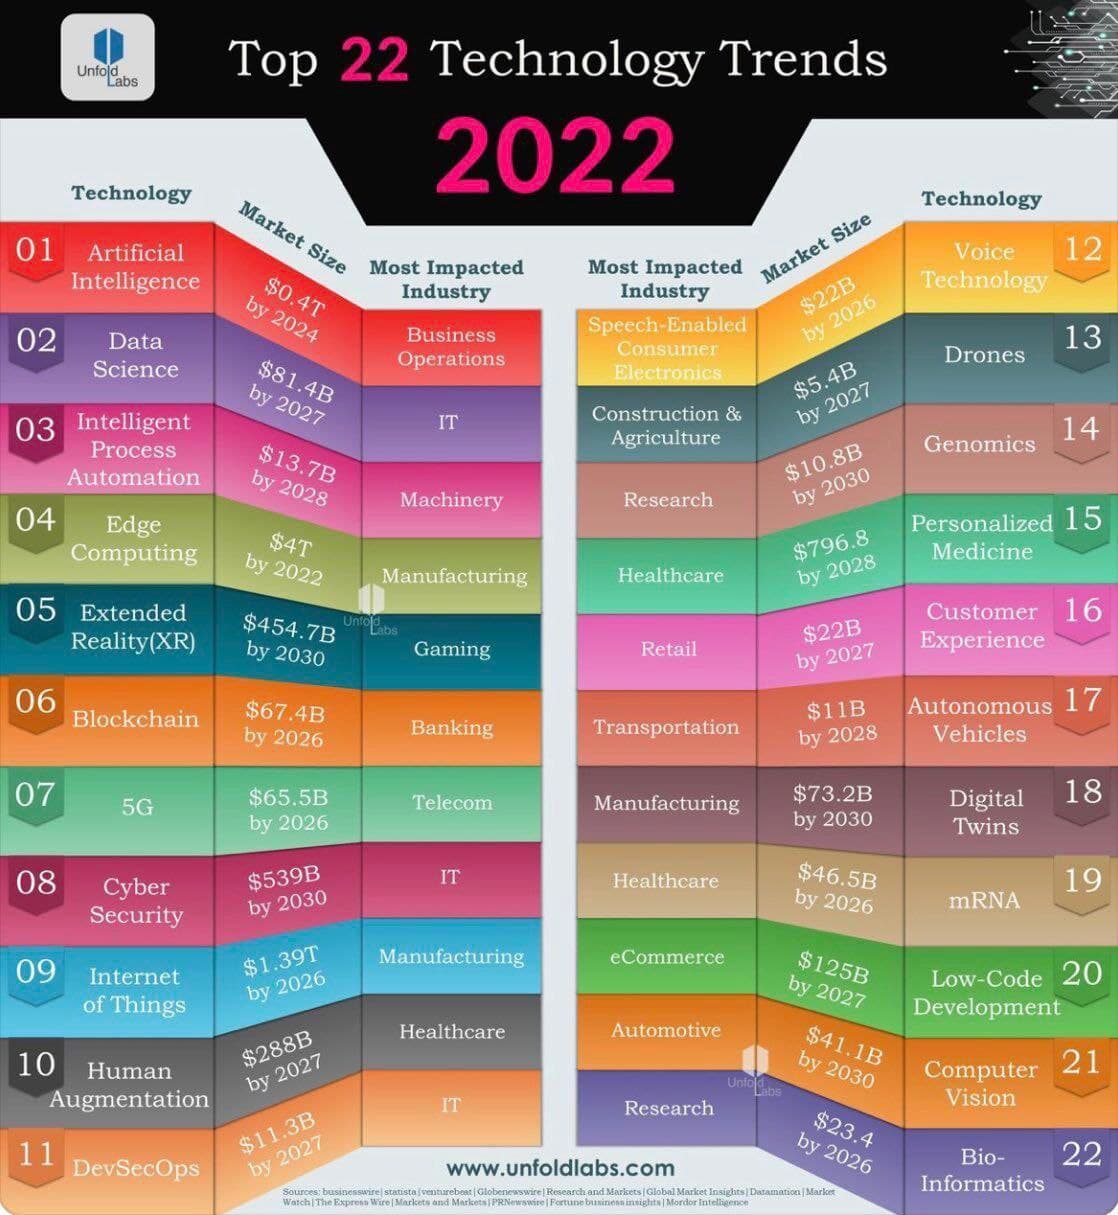 Unfold
Labs
Top 22 Technology Trends
2022
Technology
Market Size
Most Impacted
Industry
01
Artificial
Intelligence
$0.4T
by 2024
Business
Operations
02
Data
Science
$81.4B
by 2027
IT
03
Intelligent
Process
Automation
$13.7B
by 2028
Machinery
04
Edge
Computing
$4T
by 2022
Manufacturing
05
Extended
Reality(XR)
$454.7B
by 2030
Gaming
06
Blockchain
$67.4B
by 2026
Banking
07
5G
$65.5B
by 2026
Telecom
08
Cyber
Security
$539B
by 2030
IT
09
Internet
of Things
$1.39T
by 2026
Manufacturing
10
Human
Augmentation
$288B
by 2027
Healthcare
11
DevSecOps
$11.3B
by 2027
IT
Unfold
Labs
Most Impacted
Industry
Market Size
Technology
Speech-Enabled
Consumer
Electronics
$22B
by 2026
Voice
Technology
12
Construction &
Agriculture
$5.4B
by 2027
Drones
13
Research
$10.8B
by 2030
Genomics
14
Healthcare
$796.8
by 2028
Personalized
Medicine
15
Retail
$22B
by 2027
Customer
Experience
16
Transportation
$11B
by 2028
Autonomous
Vehicles
17
Manufacturing
$73.2B
by 2030
Digital
Twins
18
Healthcare
$46.5B
by 2026
mRNA
19
eCommerce
$125B
by 2027
Low-Code
Development
20
Automotive
$41.1B
by 2030
Computer
Vision
21
Research
$23.4
by 2026
Bio-
Informatics
22
Unfold
Labs
www.unfoldlabs.com
Sources: businesswire| statista |venturebeat | Globenewswire | Research and Markets | Global Market Insights | Datamation | Market
Watch | The Express Wire | Markets and Markets | PRNewswire | Fortune business insights | Mordor Intelligence